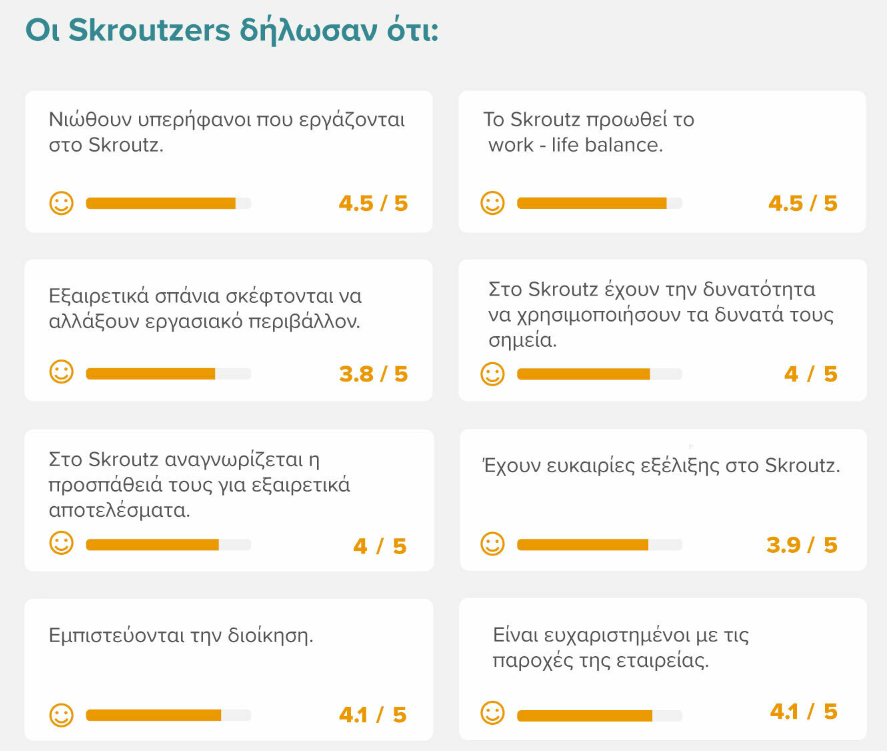 Οι Skroutzers δήλωσαν ότι:
Νιώθουν υπερήφανοι που εργάζονται
στο Skroutz.
4.5 / 5
Το Skroutz προωθεί το
work - life balance.
4.5 / 5
Εξαιρετικά σπάνια σκέφτονται να
αλλάξουν εργασιακό περιβάλλον.
3.8 / 5
Στο Skroutz έχουν την δυνατότητα
να χρησιμοποιήσουν τα δυνατά τους
σημεία.
4 / 5
Στο Skroutz αναγνωρίζεται η
προσπάθειά τους για εξαιρετικά
αποτελέσματα.
4 / 5
Έχουν ευκαιρίες εξέλιξης στο Skroutz.
3.9 / 5
Εμπιστεύονται την διοίκηση.
4.1 / 5
Είναι ευχαριστημένοι με τις
παροχές της εταιρείας.
4.1 / 5